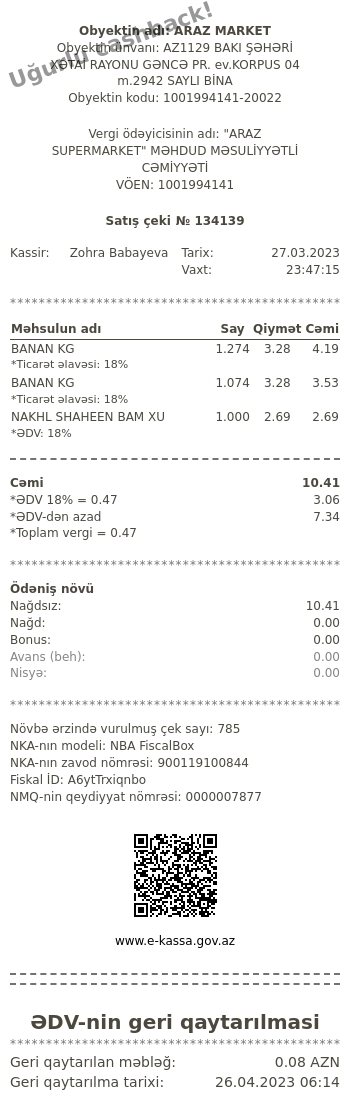 Uğurlu Cashback!
Obyektin adı: ARAZ MARKET
Obyektin ünvanı: AZ1129 BAKI ŞƏHƏRİ
XƏTAİ RAYONU GƏNCƏ PR. ev.KORPUS 04
m.2942 SAYLI BİNA
Obyektin kodu: 1001994141-20022
Vergi ödəyicisinin adı: "ARAZ
SUPERMARKET" MƏHDUD MƏSULİYYƏTLİ
CƏMİYYƏTİ
VÖEN: 1001994141
Satış çeki № 134139
Kassir: Zohra Babayeva Tarix: 27.03.2023
Vaxt: 23:47:15
**********************************************
Məhsulun adı Say Qiymət Cəmi
BANAN KG 1.274 3.28 4.19
*Ticarət əlavəsi: 18%
BANAN KG 1.074 3.28 3.53
*Ticarət əlavəsi: 18%
NAKHL SHAHEEN BAM XU 1.000 2.69 2.69
*ƏDV: 18%
Cəmi 10.41
*ƏDV 18% = 0.47 3.06
*ƏDV-dən azad 7.34
*Toplam vergi = 0.47
**********************************************
Ödəniş növü
Nağdsız: 10.41
Nağd: 0.00
Bonus: 0.00
Avans (beh): 0.00
Nisyə: 0.00
**********************************************
Növbə ərzində vurulmuş çek sayı: 785
NKA-nın modeli: NBA FiscalBox
NKA-nın zavod nömrəsi: 900119100844
Fiskal İD: A6ytTrxiqnbo
NMQ-nin qeydiyyat nömrəsi: 0000007877
www.e-kassa.gov.az
ƏDV-nin geri qaytarılması
**********************************************
Geri qaytarılan məbləğ: 0.08 AZN
Geri qaytarılma tarixi: 26.04.2023 06:14